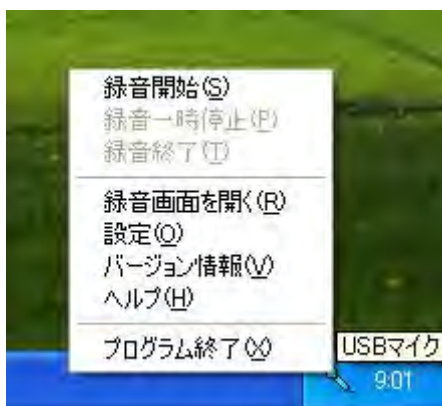 録音開始(S)
録音一時停止(P)
録音終了(T)
録音画面を開く(R)
設定(O)
バージョン情報(V)
ヘルプ(H)
プログラム終了(X)
USBマイク
9:01